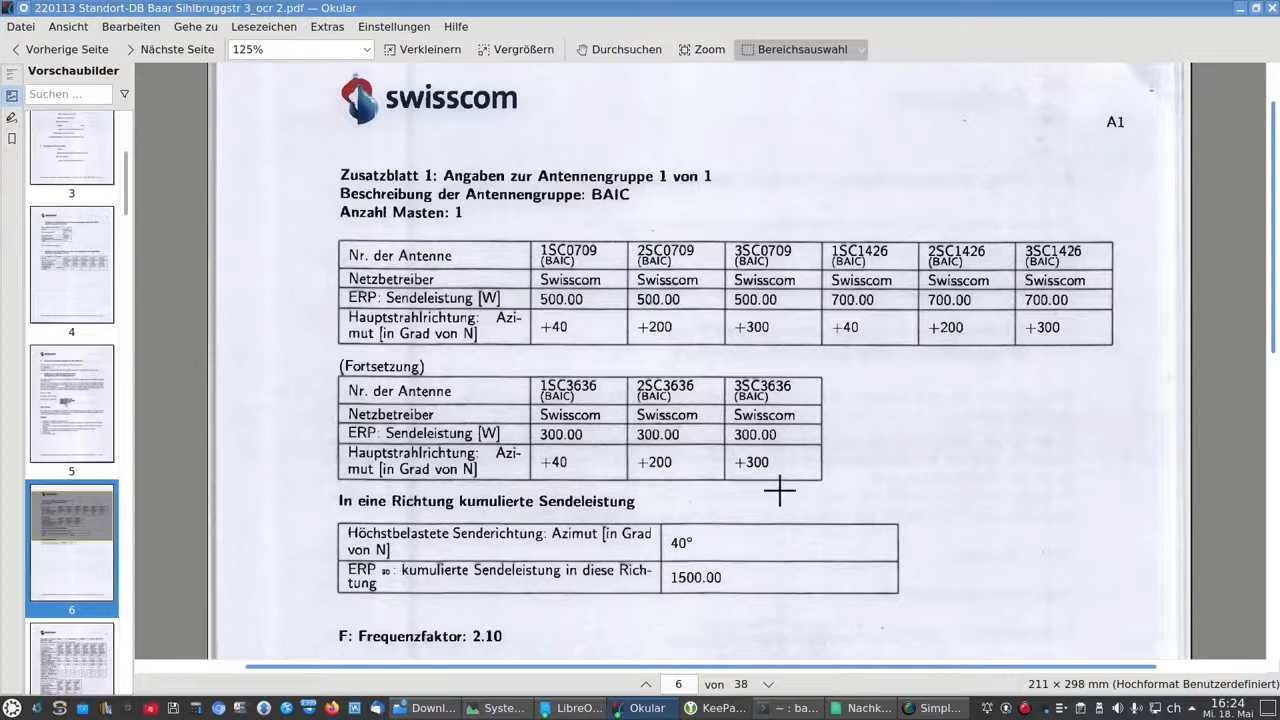 220113 Standort-DB Baar Sihlbruggstr 3_ocr 2.pdf — Okular
Datei Ansicht Bearbeiten Gehe zu Lesezeichen Extras Einstellungen Hilfe
Vorherige Seite Nächste Seite 125% Verkleinern Vergrößern Durchsuchen Zoom Bereichsauswahl
Vorschaubilder
Suchen ...
3
4
5
6
swisscom
A1
Zusatzblatt 1: Angaben zur Antennengruppe 1 von 1
Beschreibung der Antennengruppe: BAIC
Anzahl Masten: 1
Nr. der Antenne 1SC0709 (BAIC) 2SC0709 (BAIC) 3SC0709 (BAIC) 1SC1426 (BAIC) 2SC1426 (BAIC) 3SC1426 (BAIC)
Netzbetreiber Swisscom Swisscom Swisscom Swisscom Swisscom Swisscom
ERP: Sendeleistung [W] 500.00 500.00 500.00 700.00 700.00 700.00
Hauptstrahlrichtung: Azi-
mut [in Grad von N] +40 +200 +300 +40 +200 +300
(Fortsetzung)
Nr. der Antenne 1SC3636 (BAIC) 2SC3636 (BAIC) 3SC3636 (BAIC)
Netzbetreiber Swisscom Swisscom Swisscom
ERP: Sendeleistung [W] 300.00 300.00 300.00
Hauptstrahlrichtung: Azi-
mut [in Grad von N] +40 +200 +300
In eine Richtung kumulierte Sendeleistung
Höchstbelastete Senderichtung: Azimut [in Grad
von N] 40°
ERP 90: kumulierte Sendeleistung in diese Rich-
tung 1500.00
F: Frequenzfaktor: 2.10
6 von 38
211 × 298 mm (Hochformat Benutzerdefiniert)
Downl... Syste... LibreO... Okular KeePa... ~ : ba... Nachk... Simpl... ch 16:24
Mi. 18. Mai